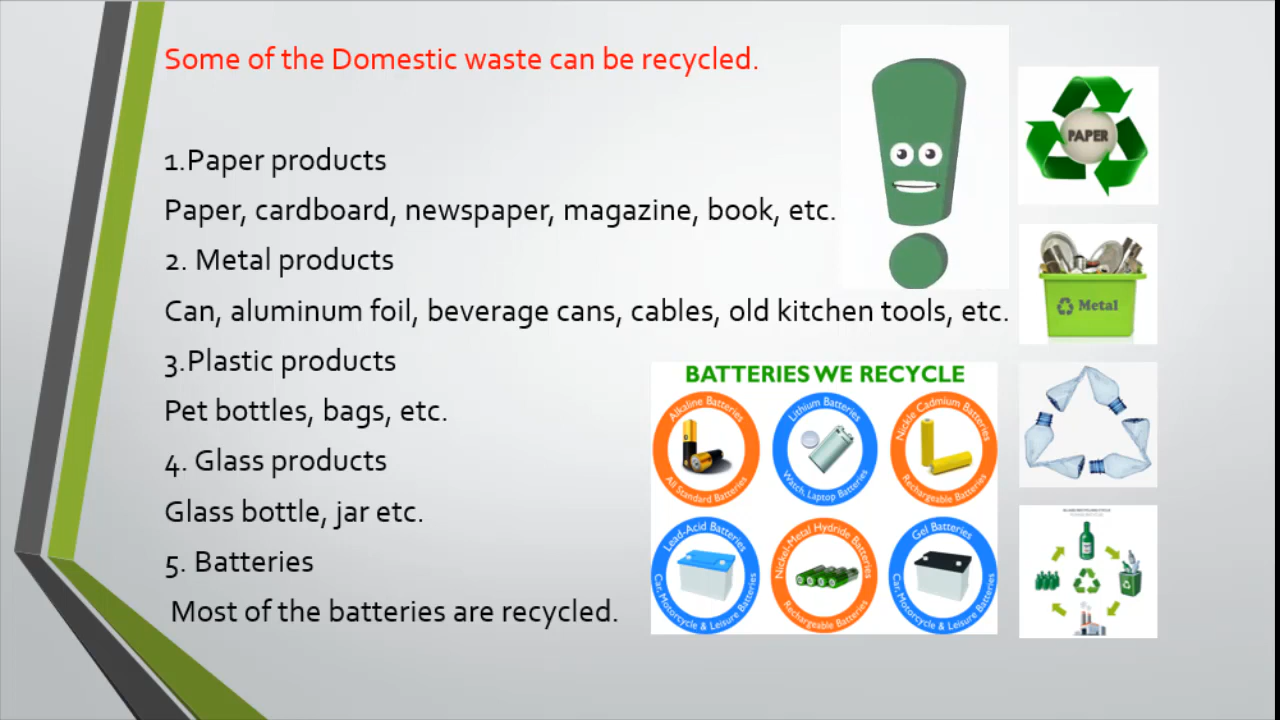 Some of the Domestic waste can be recycled.
1.Paper products
Paper, cardboard, newspaper, magazine, book, etc.
2. Metal products
Can, aluminum foil, beverage cans, cables, old kitchen tools, etc.
3.Plastic products
Pet bottles, bags, etc.
4. Glass products
Glass bottle, jar etc.
5. Batteries
Most of the batteries are recycled.
PAPER
Metal
BATTERIES WE RECYCLE
Alkaline Batteries
All Standard Batteries
Lithium Batteries
Watch, Laptop Batteries
Nickle Cadmium Batteries
Rechargeable Batteries
Lead-Acid Batteries
Car, Motorcycle & Leisure Batteries
Nickel-Metal Hydride Batteries
Rechargeable Batteries
Gel Batteries
Car, Motorcycle & Leisure Batteries